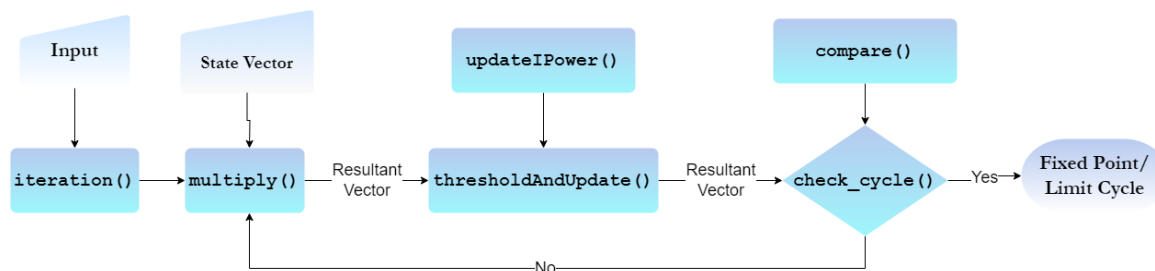 Input
State Vector
updateIPower()
compare()
iteration()
multiply()
Resultant
Vector
thresholdAndUpdate()
Resultant
Vector
check_cycle()
Yes
Fixed Point/
Limit Cycle
No